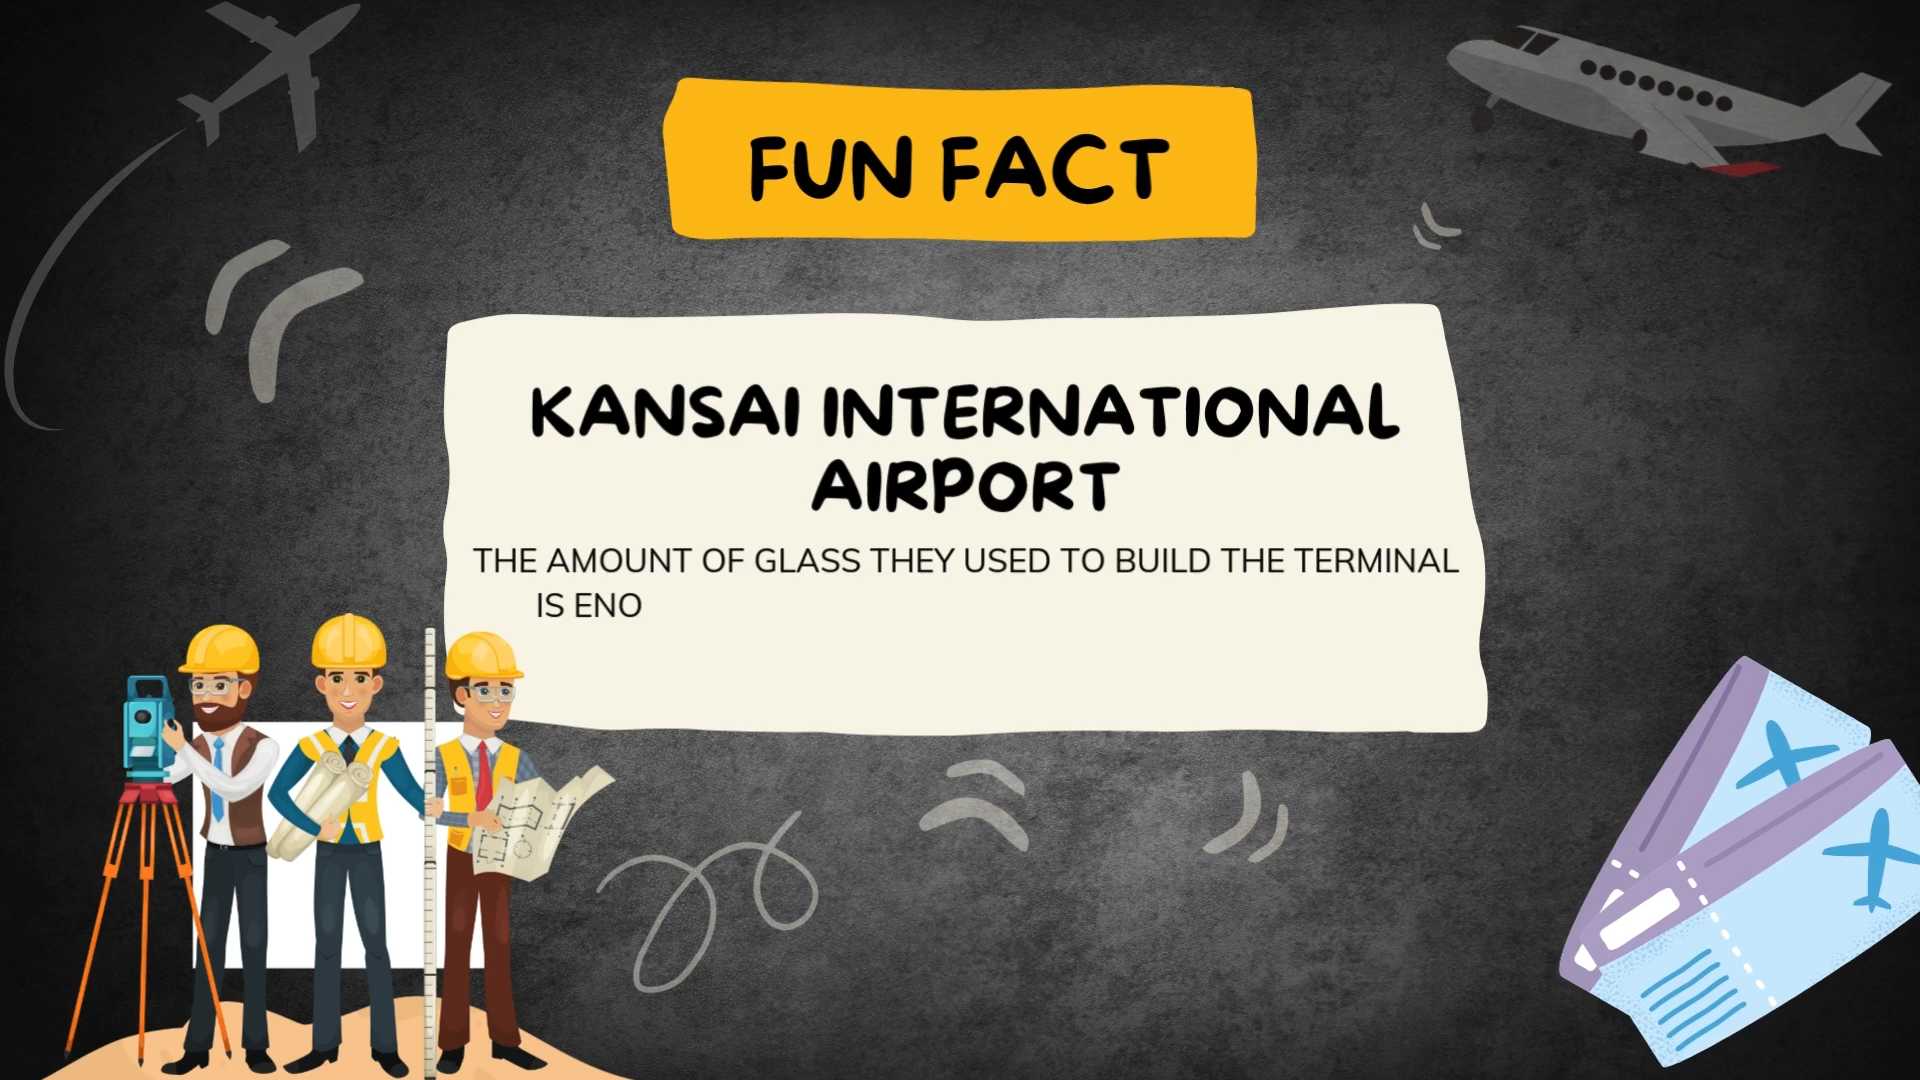 FUN FACT
KANSAI INTERNATIONAL
AIRPORT
THE AMOUNT OF GLASS THEY USED TO BUILD THE TERMINAL
IS ENO